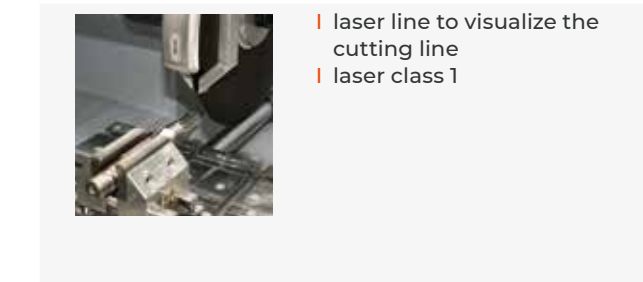 laser line to visualize the
cutting line
laser class 1